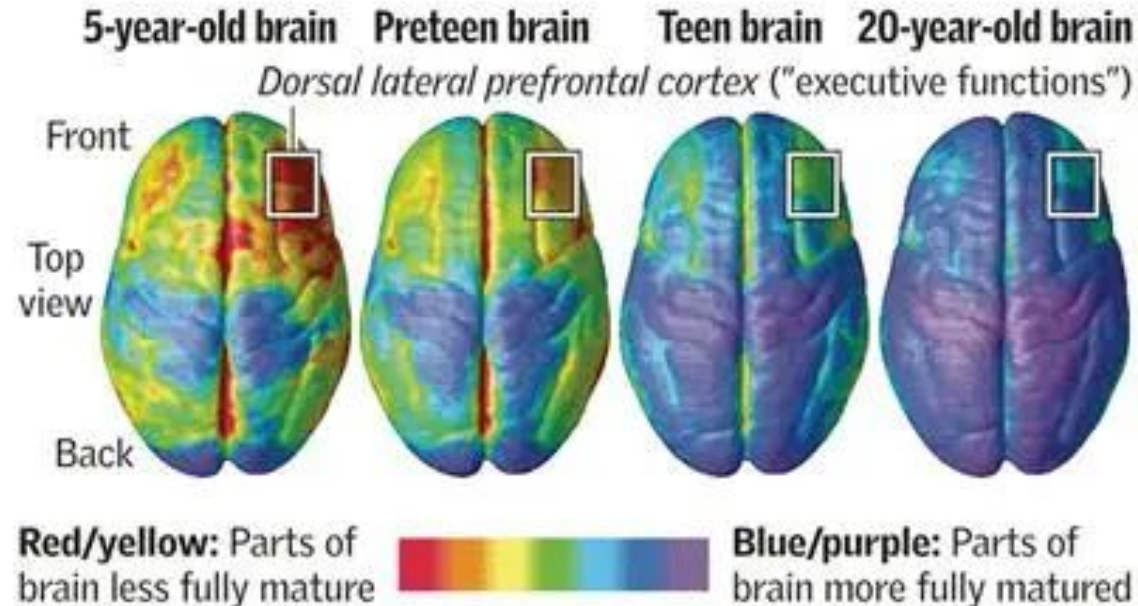 5-year-old brain Preteen brain Teen brain 20-year-old brain
Dorsal lateral prefrontal cortex ("executive functions")
Front
Top
view
Back
Red/yellow: Parts of
brain less fully mature
Blue/purple: Parts of
brain more fully matured